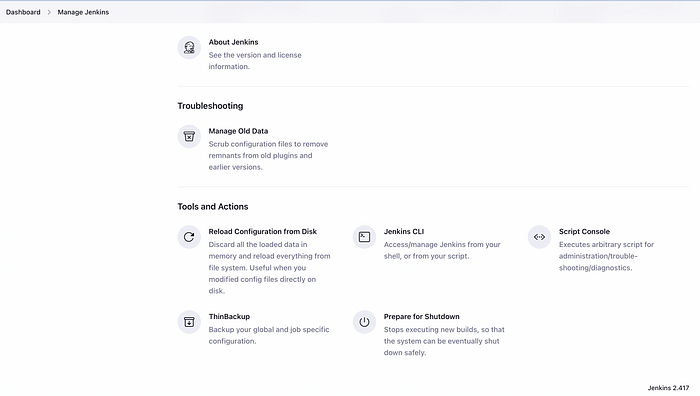 Dashboard > Manage Jenkins
About Jenkins
See the version and license
information.
Troubleshooting
Manage Old Data
Scrub configuration files to remove
remnants from old plugins and
earlier versions.
Tools and Actions
Reload Configuration from Disk
Discard all the loaded data in
memory and reload everything from
file system. Useful when you
modified config files directly on
disk.
Jenkins CLI
Access/manage Jenkins from your
shell, or from your script.
Script Console
Executes arbitrary script for
administration/trouble-
shooting/diagnostics.
ThinBackup
Backup your global and job specific
configuration.
Prepare for Shutdown
Stops executing new builds, so that
the system can be eventually shut
down safely.
Jenkins 2.417